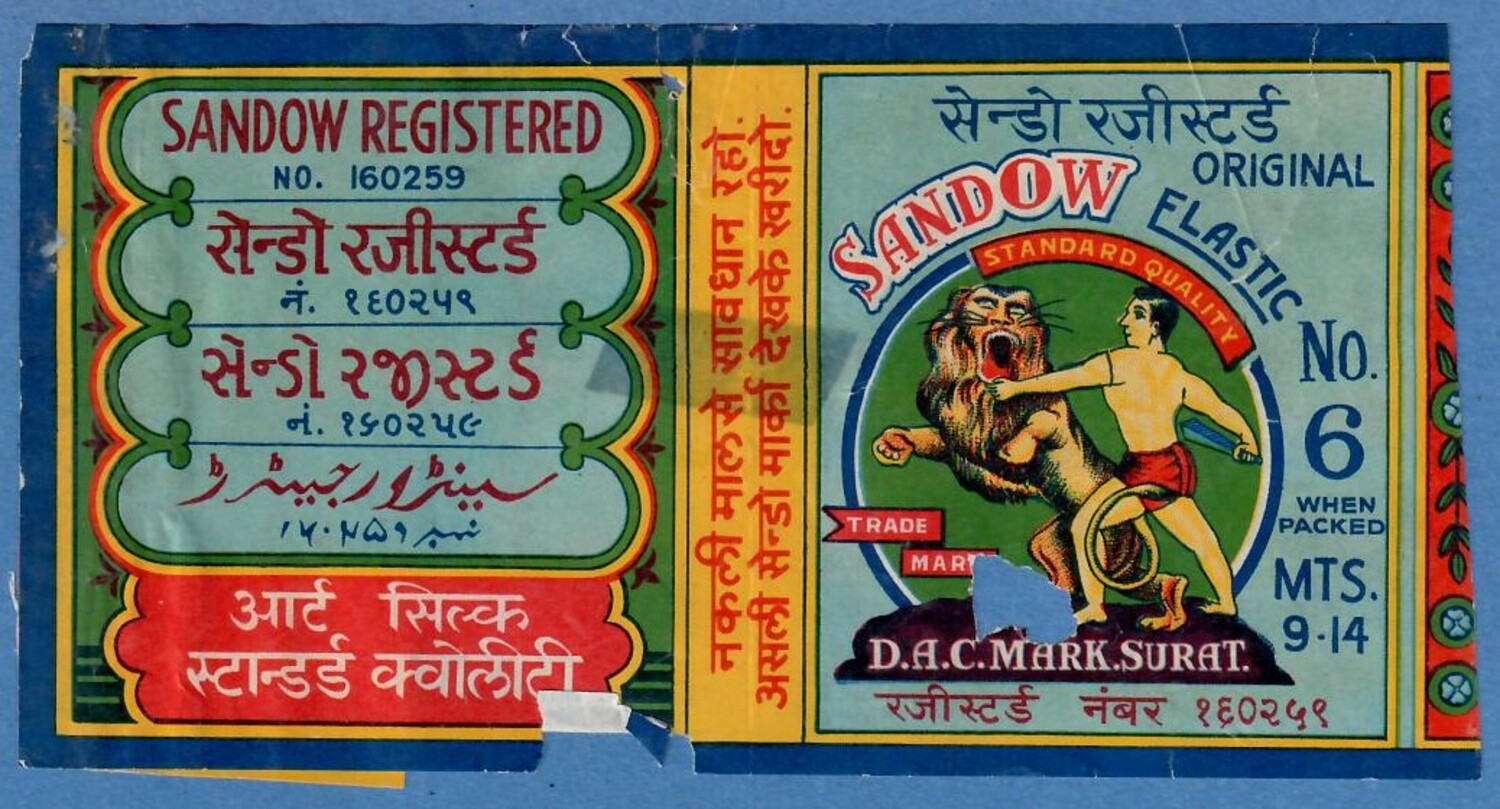 SANDOW REGISTERED
NO. 160259
सेन्डो रजीस्टर्ड
नं. १६०२५९
સેન્ડો રજીસ્ટર્ડ
નં. ૧૬૦૨૫૯
سینڈو رجیسٹرڈ
نمبر ۱۶۰۲۵۹
आर्ट सिल्क
स्टान्डर्ड क्वोलीटी
नकली मालसे सावधान रहो.
असली सेन्डो मार्का देखके खरीदो.
सेन्डो रजीस्टर्ड
ORIGINAL
SANDOW
ELASTIC
STANDARD QUALITY
NO.
6
WHEN
PACKED
MTS.
9·14
TRADE
MAR
D.A.C. MARK. SURAT.
रजीस्टर्ड नंबर १६०२५९